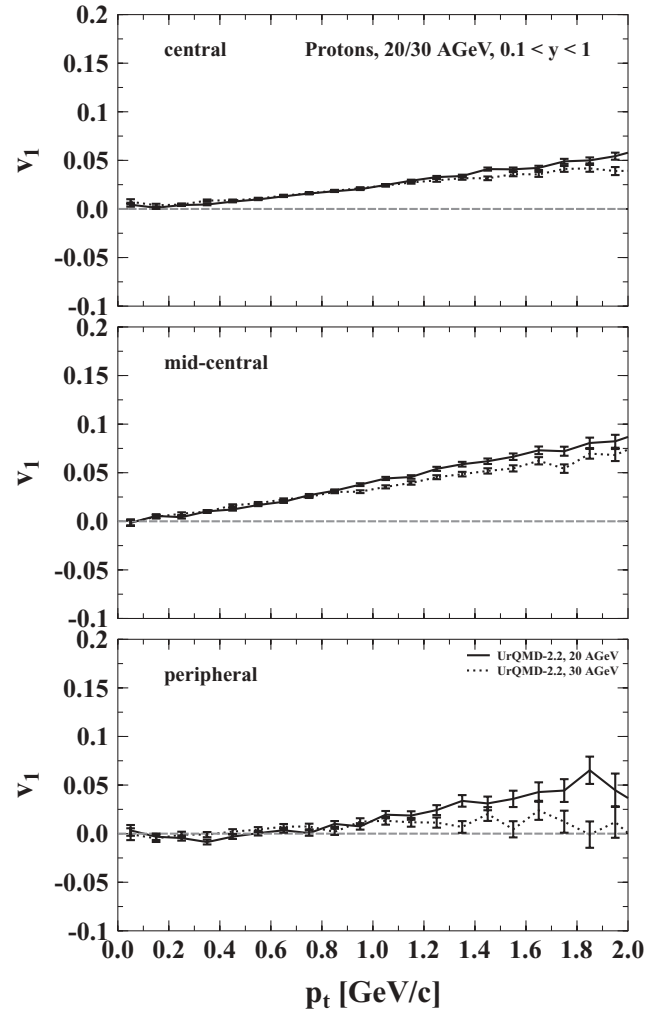 0.2
central Protons, 20/30 AGeV, 0.1 < y < 1
0.15
0.1
v1
0.05
0.0
-0.05
-0.1
0.2
mid-central
0.15
0.1
v1
0.05
0.0
-0.05
-0.1
0.2
UrQMD-2.2, 20 AGeV
peripheral UrQMD-2.2, 30 AGeV
0.15
0.1
v1
0.05
0.0
-0.05
-0.1
0.0 0.2 0.4 0.6 0.8 1.0 1.2 1.4 1.6 1.8 2.0
pt [GeV/c]